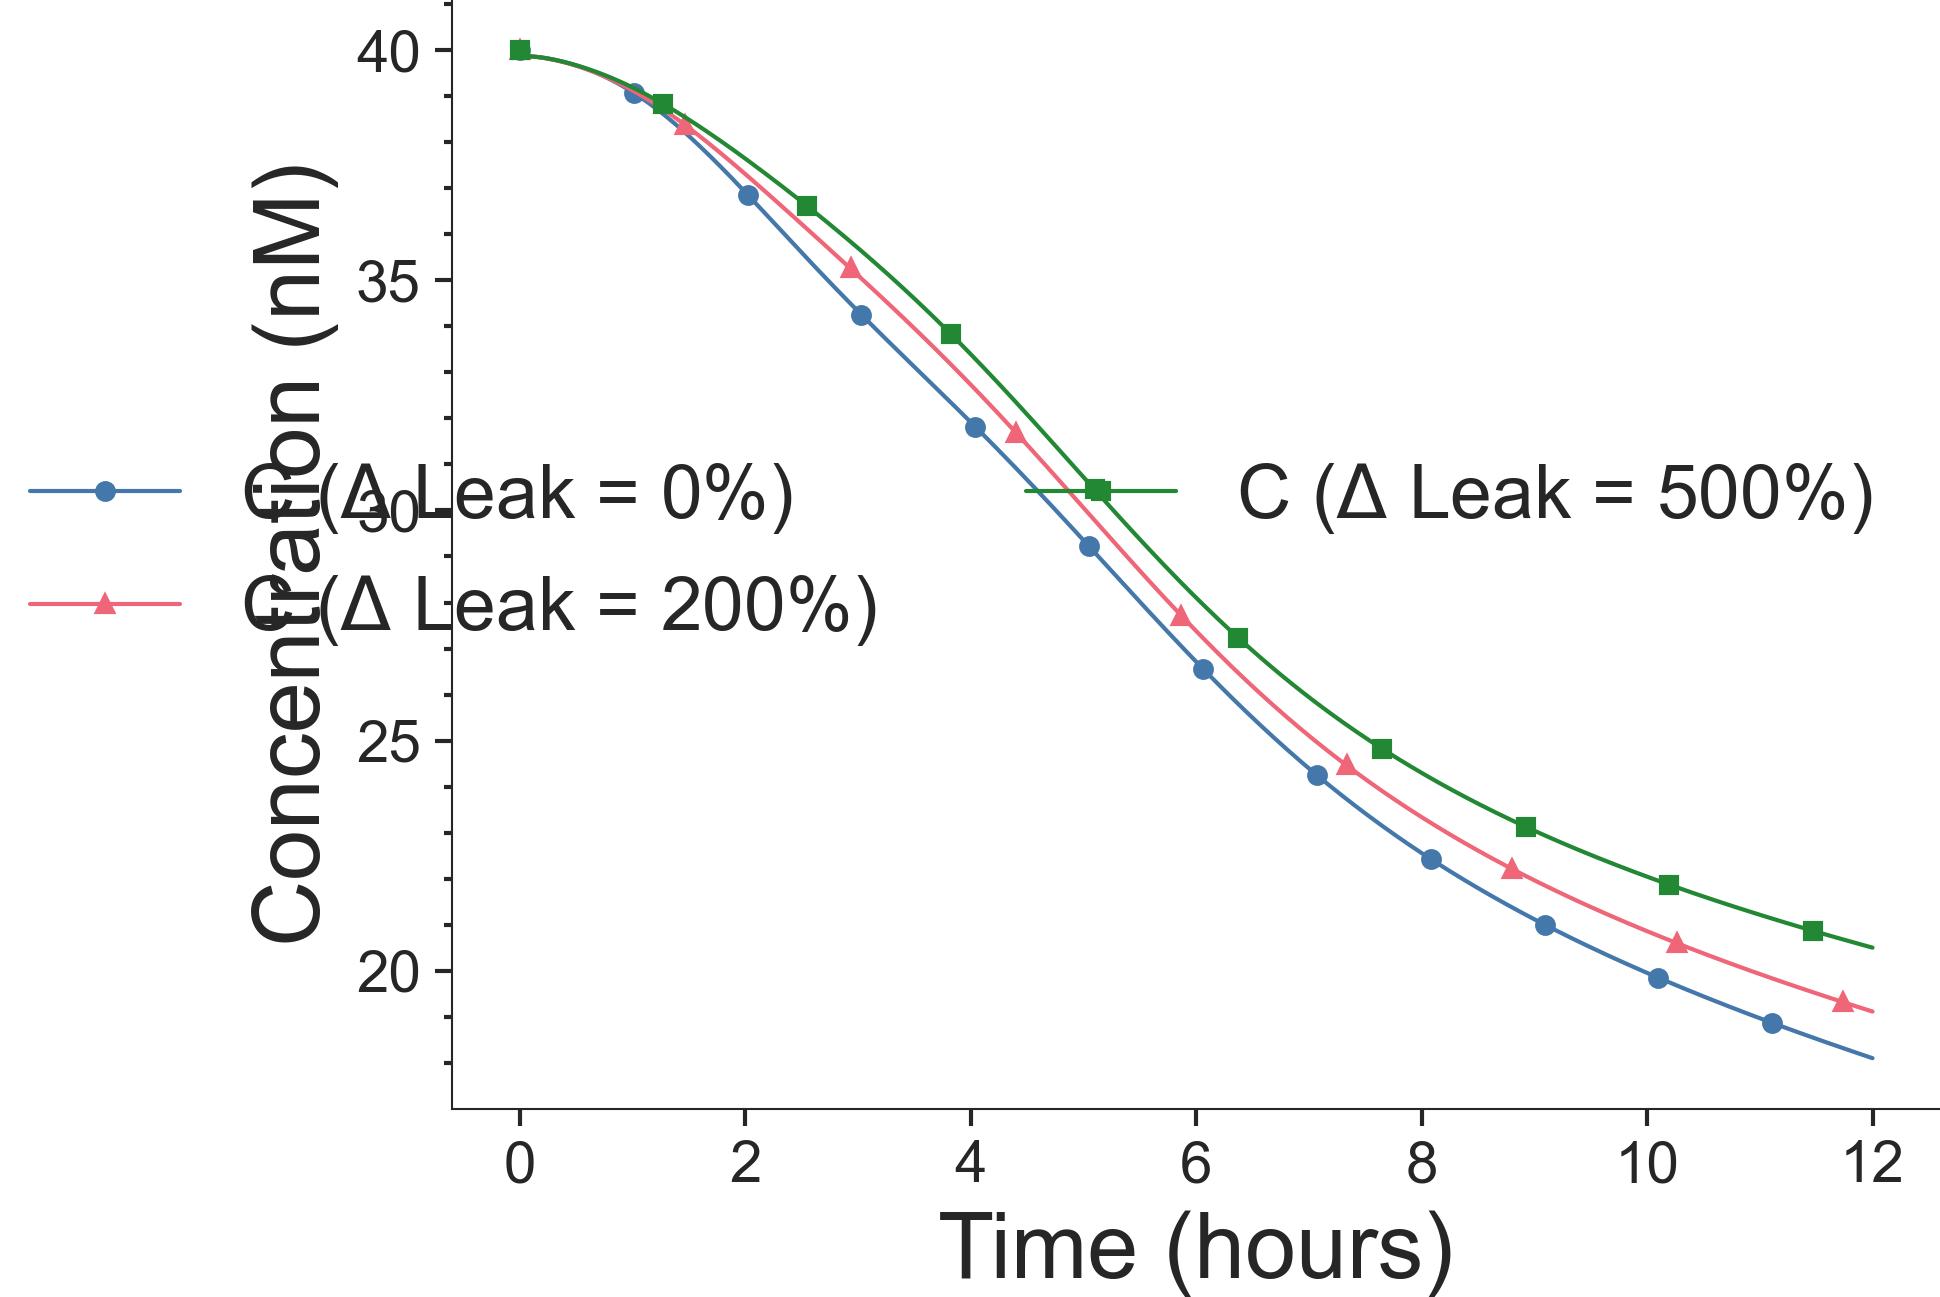 40
35
30
25
20
Concentration (nM)
C (Δ Leak = 0%)
C (Δ Leak = 200%)
C (Δ Leak = 500%)
0 2 4 6 8 10 12
Time (hours)